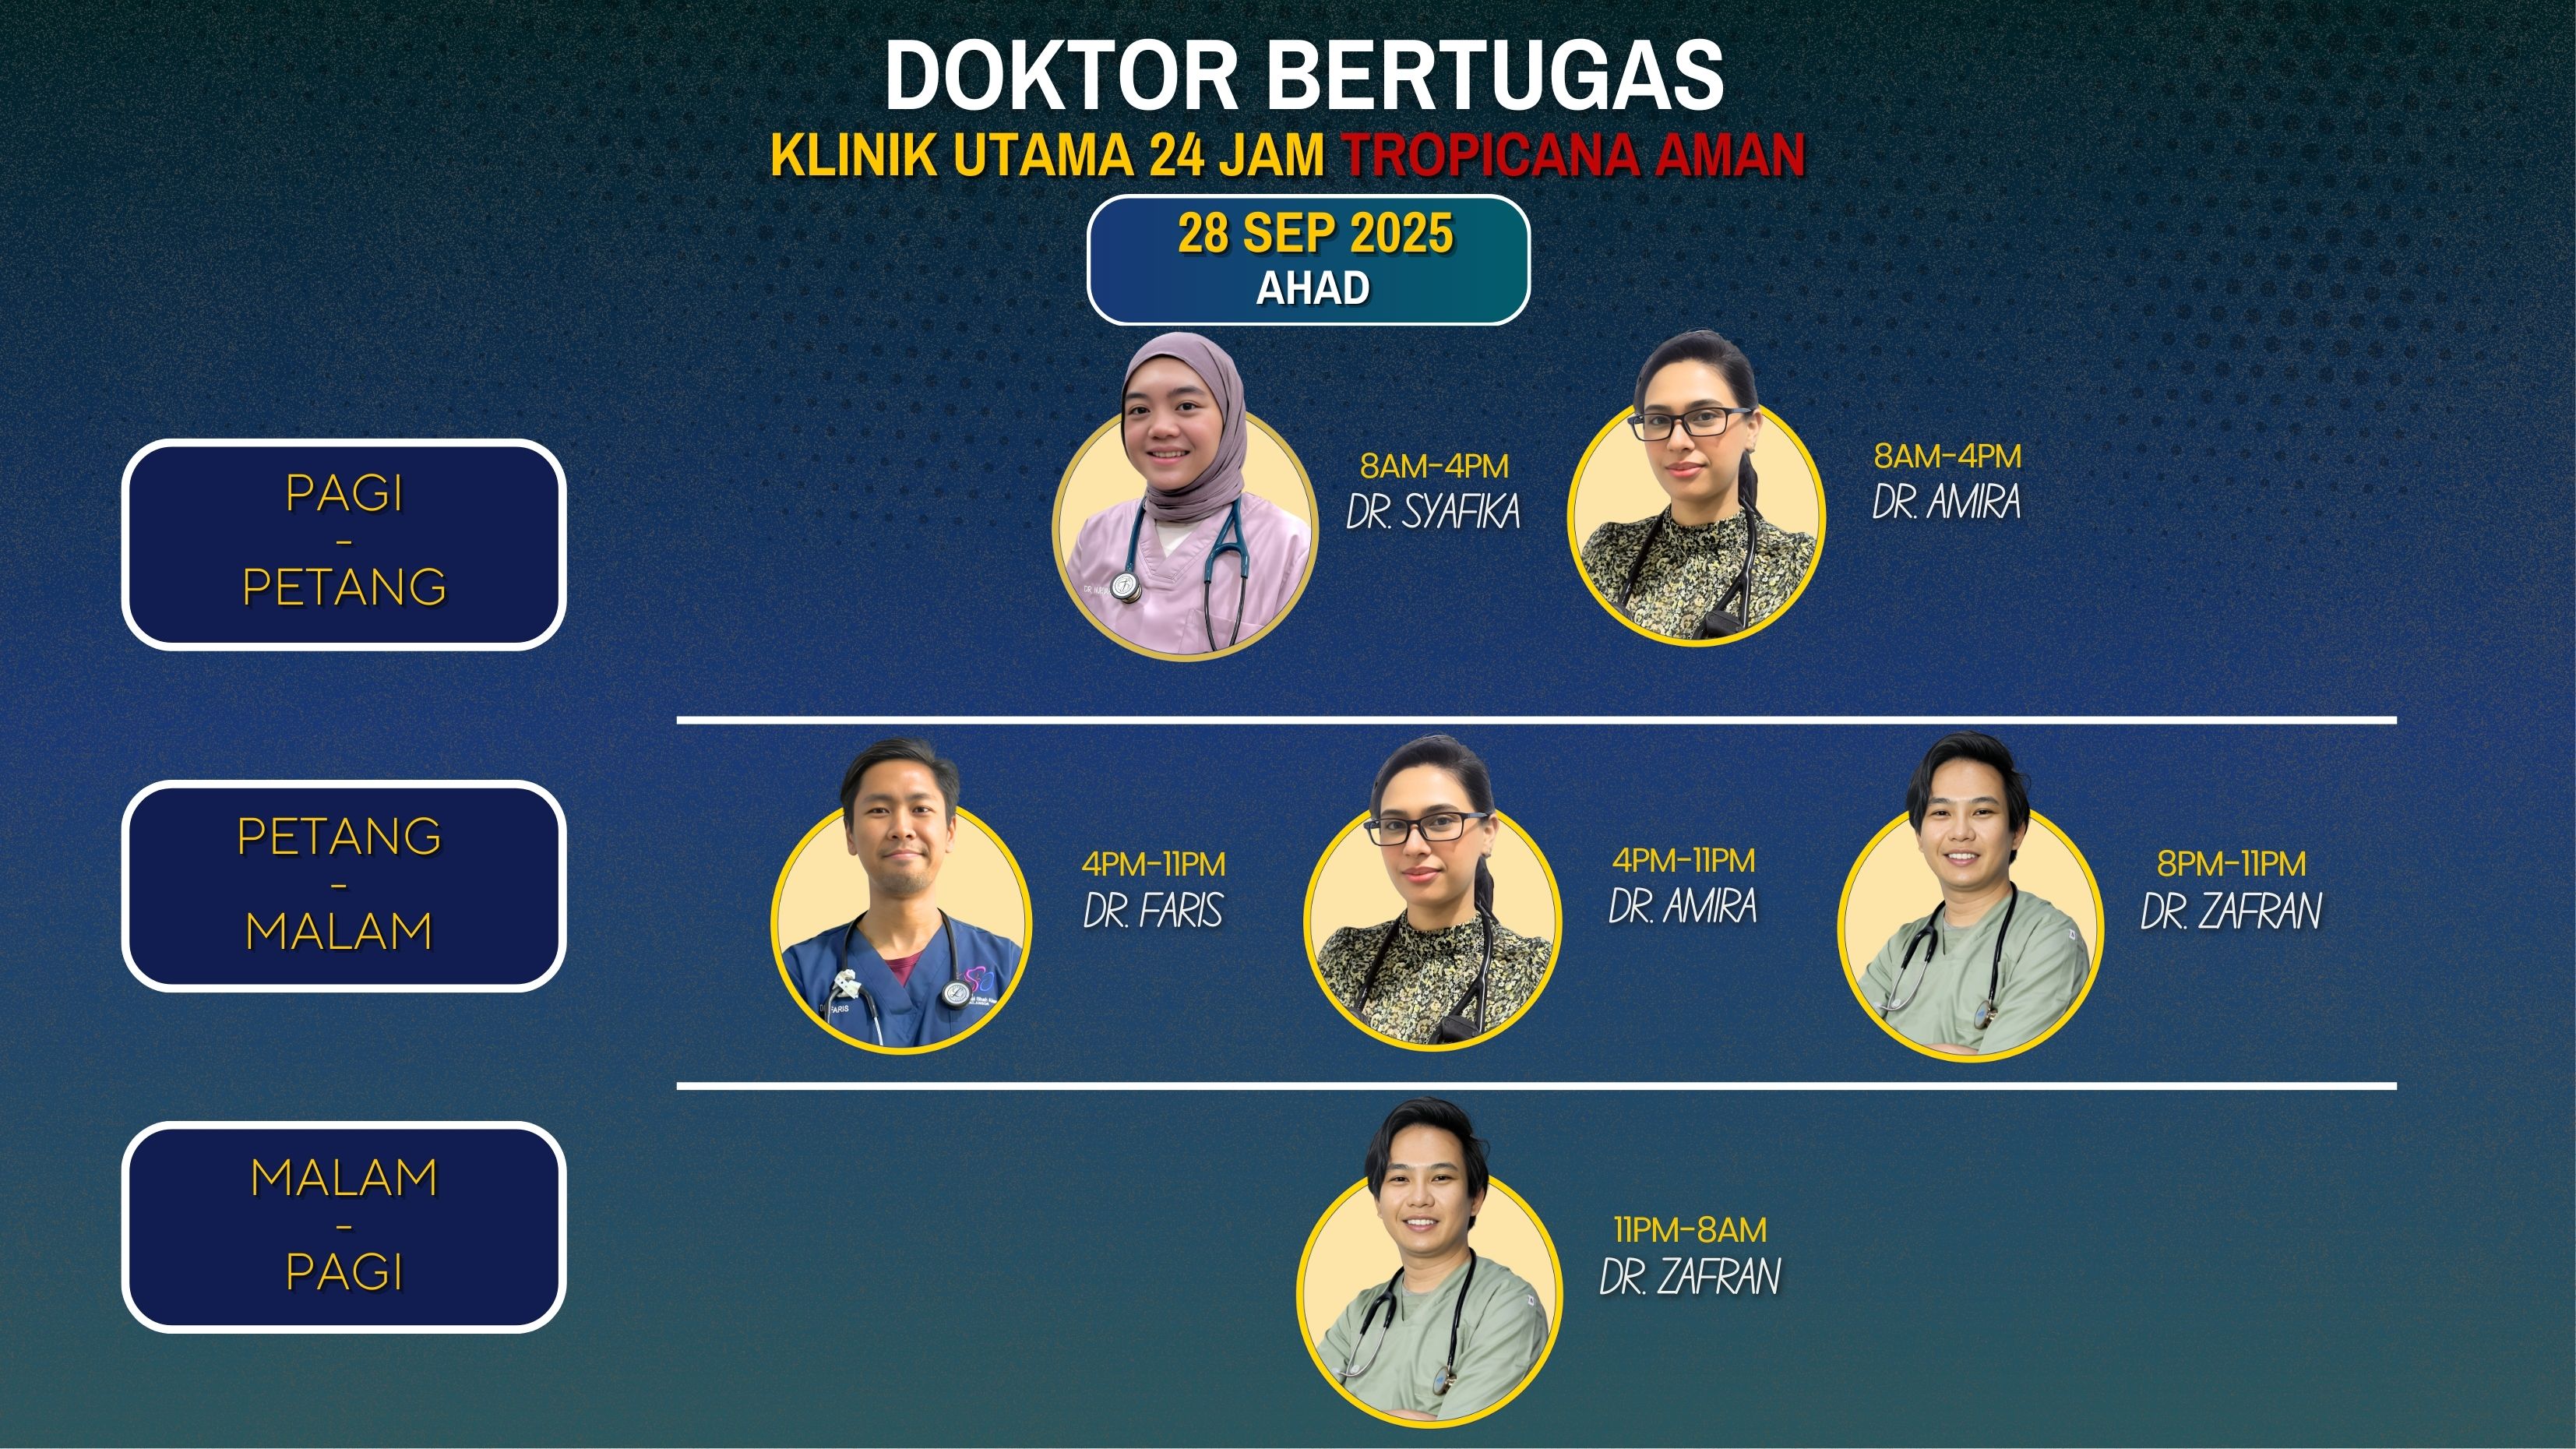 DOKTOR BERTUGAS
KLINIK UTAMA 24 JAM TROPICANA AMAN
28 SEP 2025
AHAD
PAGI
-
PETANG
8AM-4PM
DR. SYAFIKA
8AM-4PM
DR. AMIRA
PETANG
-
MALAM
4PM-11PM
DR. FARIS
4PM-11PM
DR. AMIRA
8PM-11PM
DR. ZAFRAN
MALAM
-
PAGI
11PM-8AM
DR. ZAFRAN